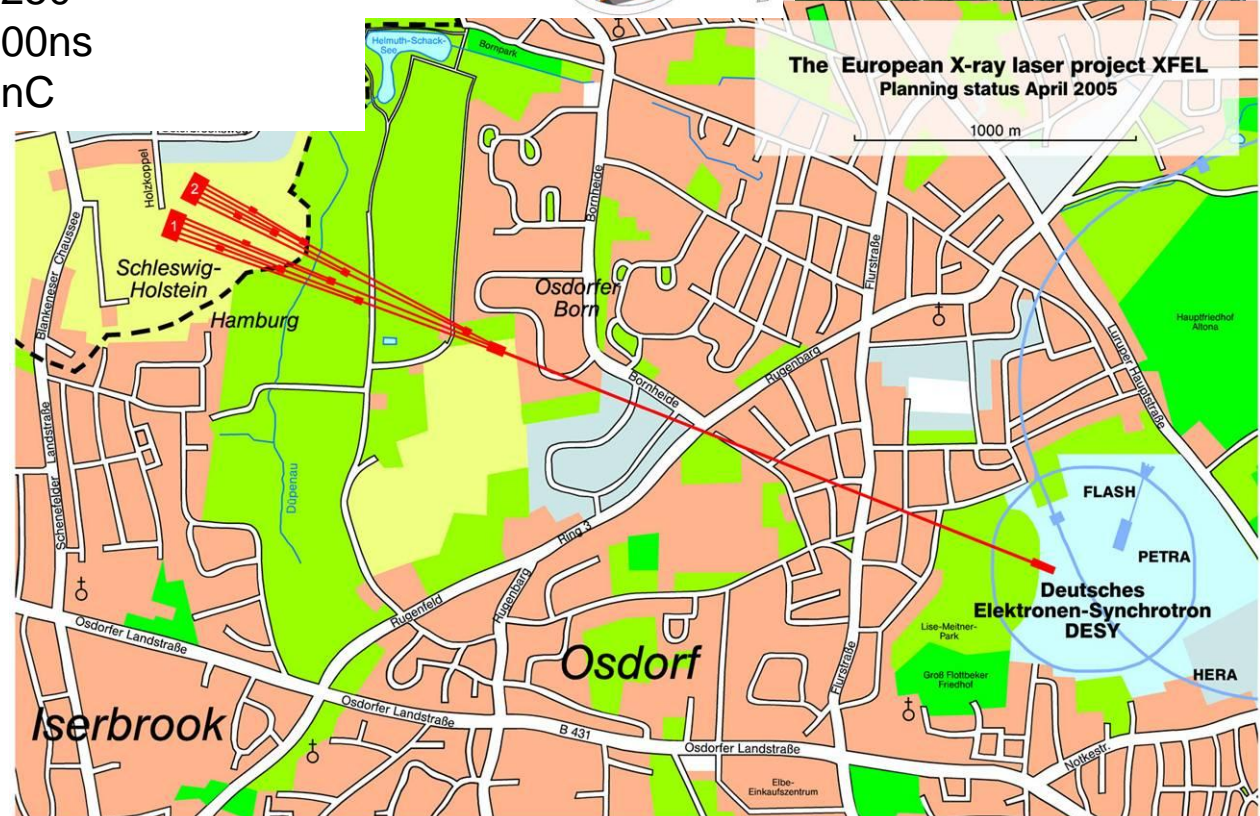 00ns
nC
The European X-ray laser project XFEL
Planning status April 2005
1000 m
Helmuth-Schack-
See
Bornpark
Holzkoppel
2
1
Blankeneser Chaussee
Schleswig-
Holstein
Hamburg
Bornheide
Osdorfer
Born
Flurstraße
Hauptfriedhof
Altona
Luruper Hauptstraße
Rugenbarg
Bornheide
Schenefelder Landstraße
Düpenau
Ring 3
FLASH
PETRA
Deutsches
Elektronen-Synchrotron
DESY
HERA
Rugenfeld
Rugenbarg
Lise-Meitner-
Park
Groß Flottbeker
Friedhof
Flurstraße
Osdorfer Landstraße
Osdorf
Iserbrook
Osdorfer Landstraße
B 431
Osdorfer Landstraße
Notkestr.
Elbe-
Einkaufszentrum